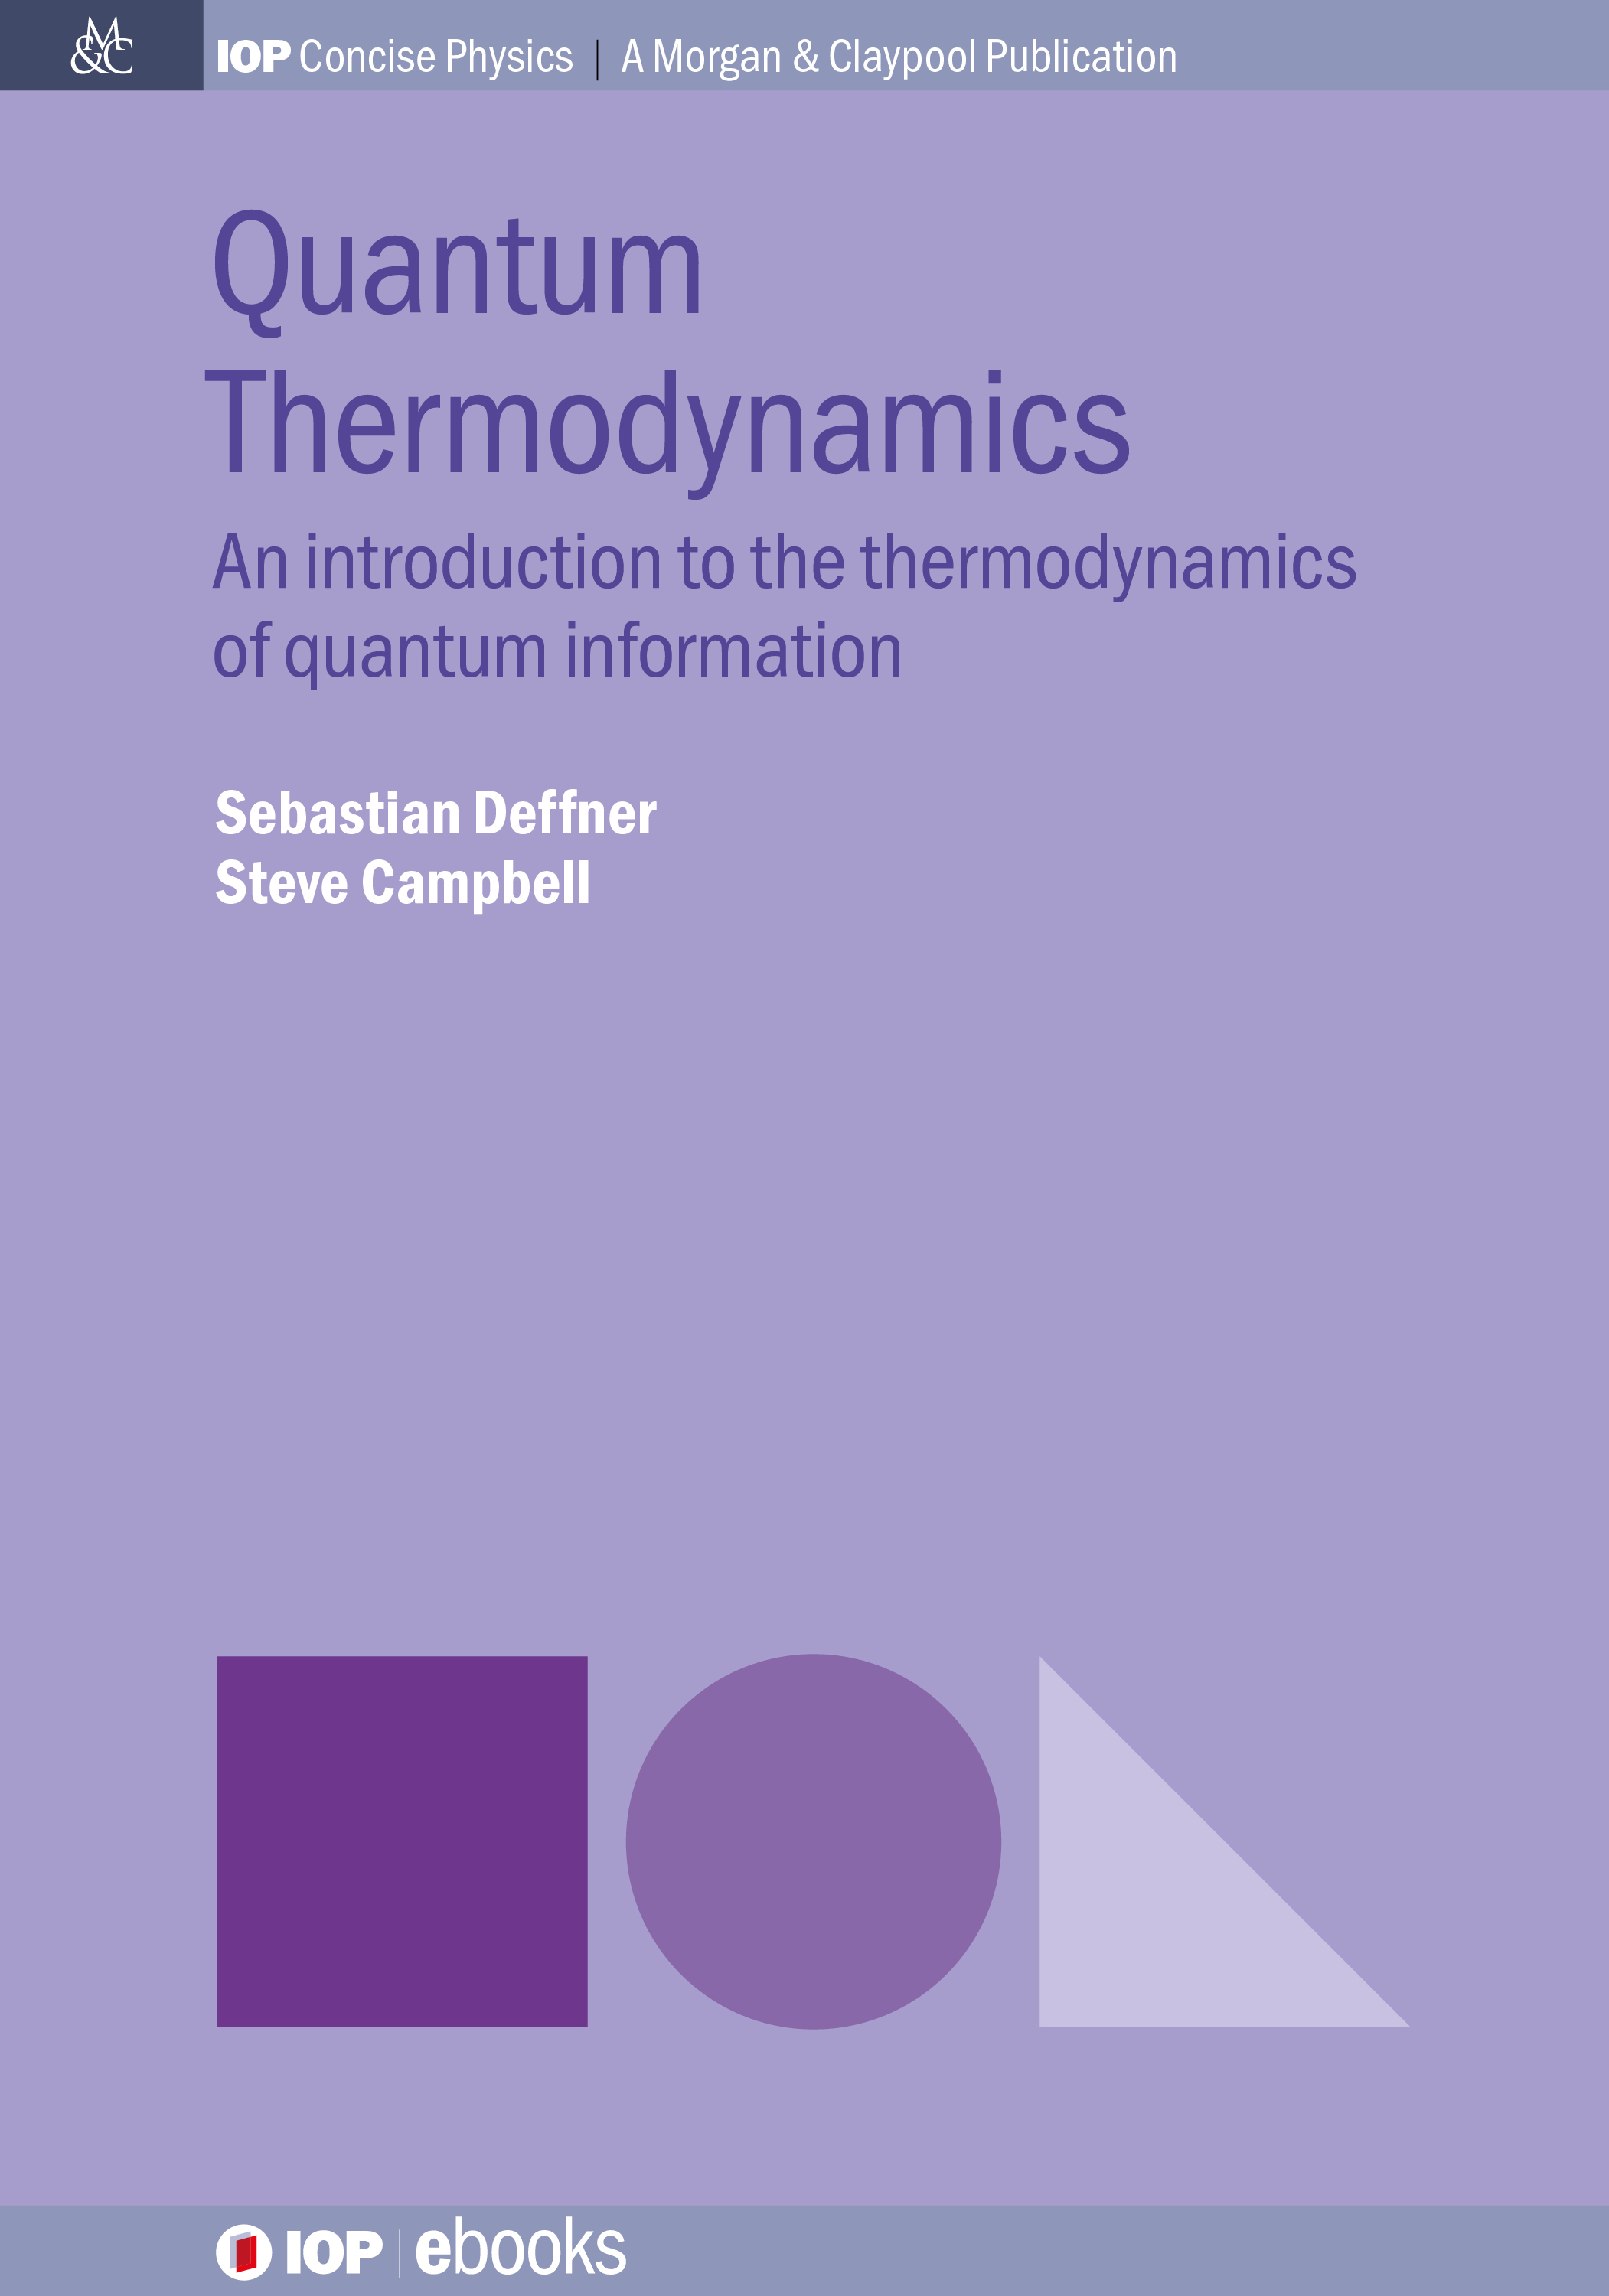 M&C
IOP Concise Physics | A Morgan & Claypool Publication
Quantum
Thermodynamics
An introduction to the thermodynamics
of quantum information
Sebastian Deffner
Steve Campbell
IOP | ebooks